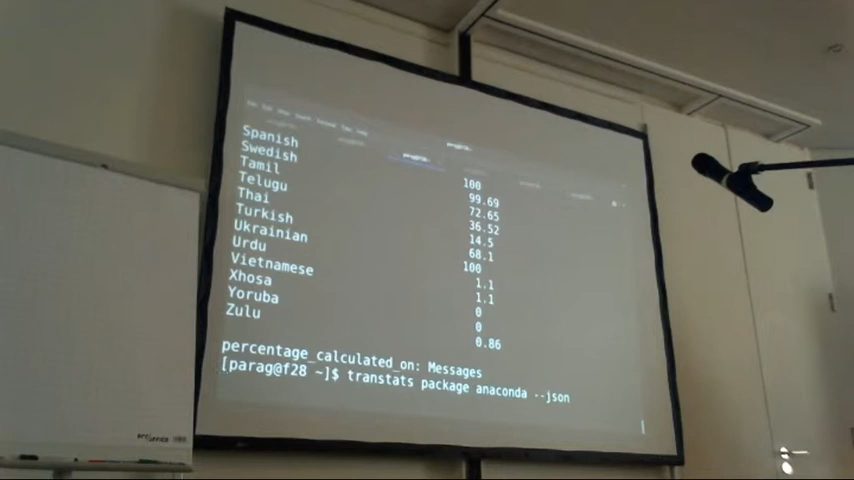 Spanish 100
Swedish 99.69
Tamil 72.65
Telugu 36.52
Thai 14.5
Turkish 68.1
Ukrainian 100
Urdu 1.1
Vietnamese 1.1
Xhosa 0
Yoruba 0
Zulu 0.86
percentage_calculated_on: Messages
[parag@f28 ~]$ transtats package anaconda --json